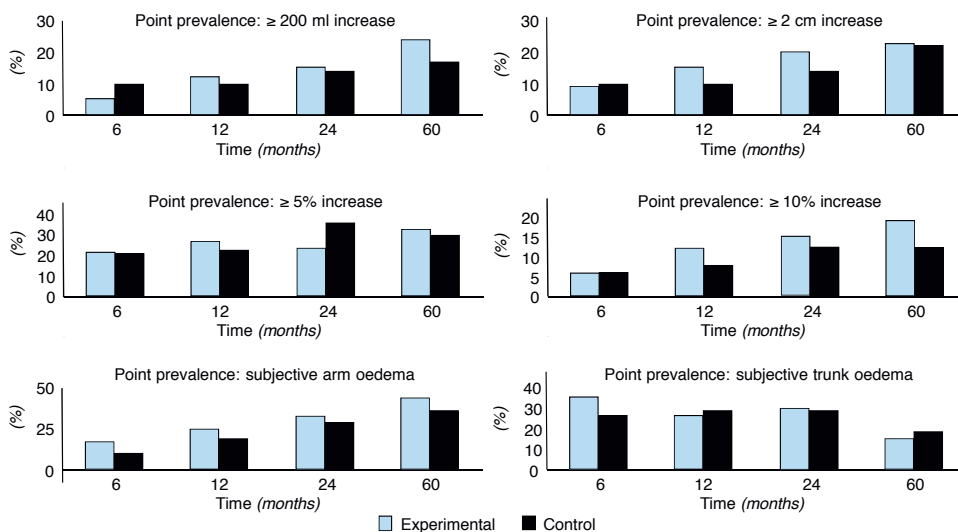 Point prevalence: ≥ 200 ml increase
30
20
10
0
(%)
6 12 24 60
Time (months)
Point prevalence: ≥ 2 cm increase
30
20
10
0
(%)
6 12 24 60
Time (months)
Point prevalence: ≥ 5% increase
40
30
20
10
0
(%)
6 12 24 60
Time (months)
Point prevalence: ≥ 10% increase
20
15
10
5
0
(%)
6 12 24 60
Time (months)
Point prevalence: subjective arm oedema
50
25
0
(%)
6 12 24 60
Time (months)
Point prevalence: subjective trunk oedema
40
30
20
10
0
(%)
6 12 24 60
Time (months)
Experimental Control